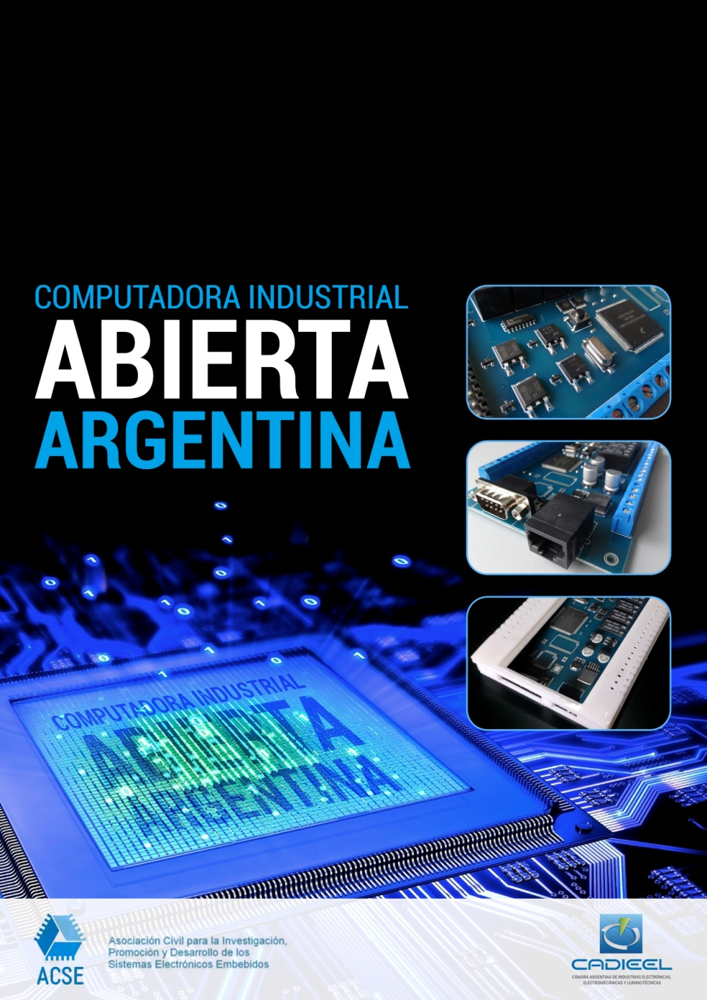 COMPUTADORA INDUSTRIAL
ABIERTA
ARGENTINA
COMPUTADORA INDUSTRIAL
ABIERTA
ARGENTINA
ACSE
Asociación Civil para la Investigación,
Promoción y Desarrollo de los
Sistemas Electrónicos Embebidos
CADIEEL
CÁMARA ARGENTINA DE INDUSTRIAS ELECTRÓNICAS,
ELECTROMECÁNICAS Y LUMINOTÉCNICAS